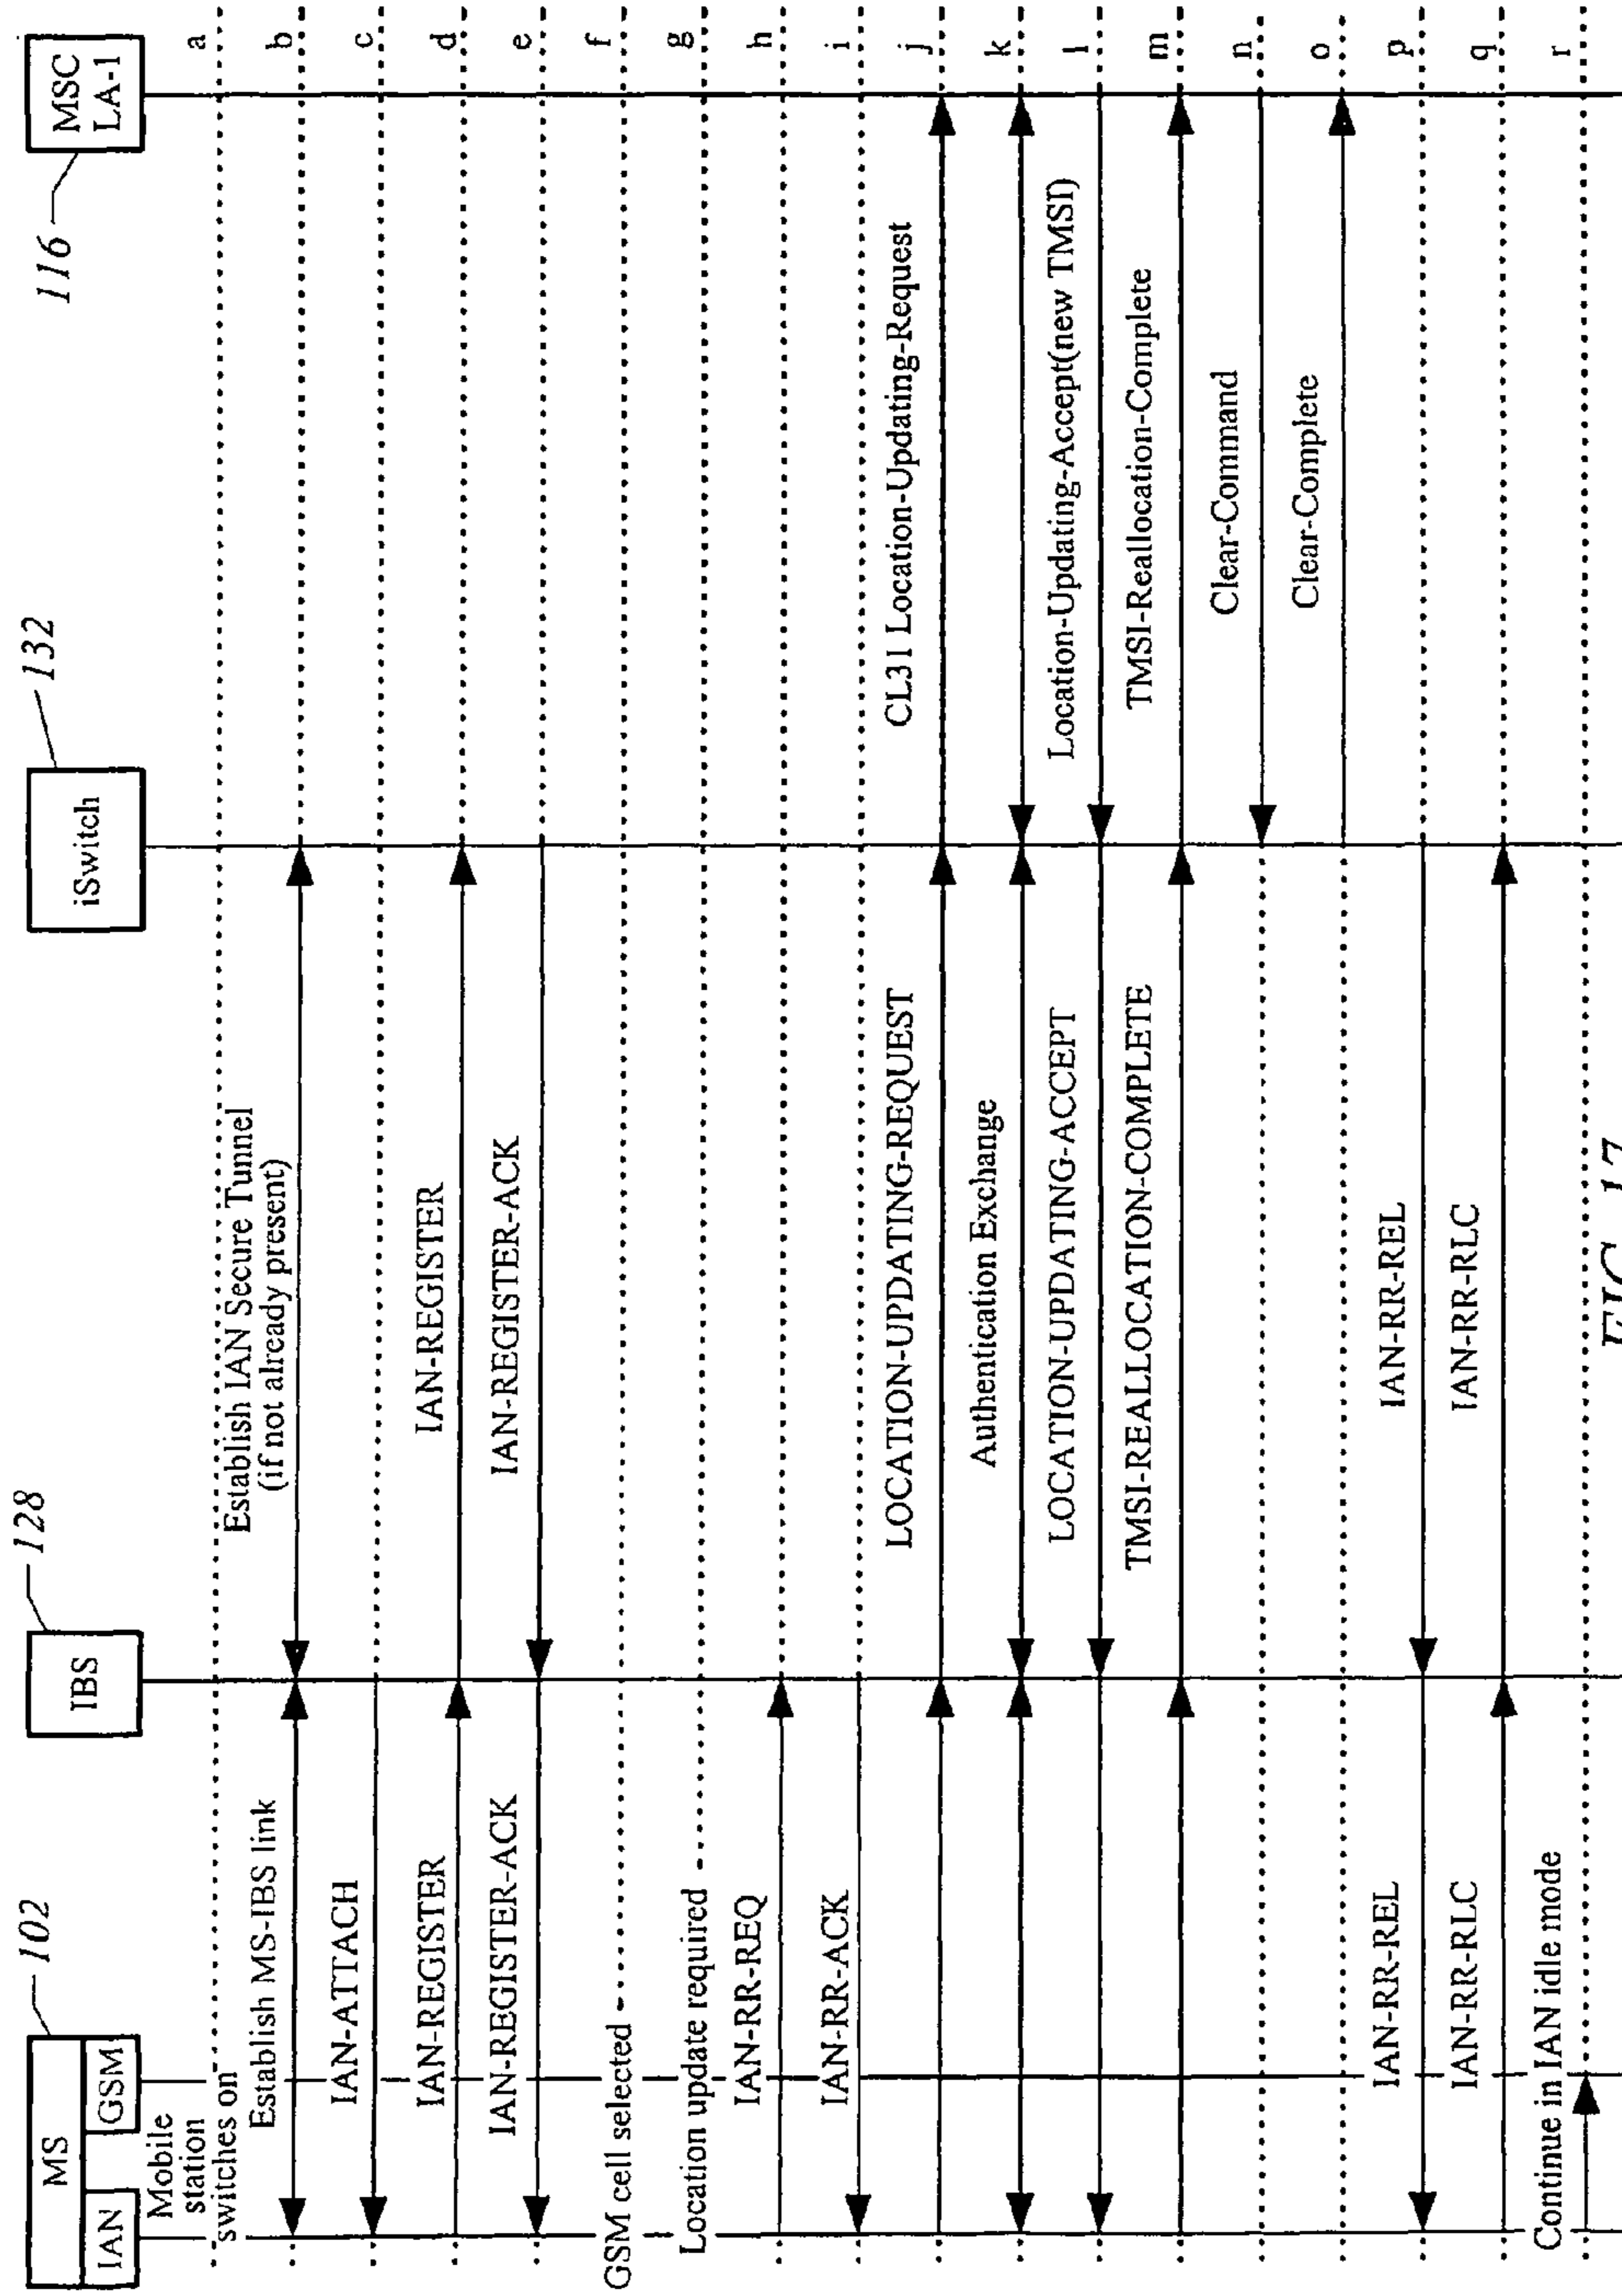 MS
IAN
GSM
102
IBS
128
iSwitch
132
MSC
LA-1
116
Mobile
station
switches on
a
Establish MS-IBS link
Establish IAN Secure Tunnel
(if not already present)
b
IAN-ATTACH
c
IAN-REGISTER
IAN-REGISTER
d
IAN-REGISTER-ACK
IAN-REGISTER-ACK
e
GSM cell selected
f
Location update required
g
IAN-RR-REQ
h
IAN-RR-ACK
i
LOCATION-UPDATING-REQUEST
CL31 Location-Updating-Request
j
Authentication Exchange
k
LOCATION-UPDATING-ACCEPT
Location-Updating-Accept(new TMSI)
l
TMSI-REALLOCATION-COMPLETE
TMSI-Reallocation-Complete
m
Clear-Command
n
Clear-Complete
o
IAN-RR-REL
IAN-RR-REL
p
IAN-RR-RLC
IAN-RR-RLC
q
Continue in IAN idle mode
r
FIG. 17